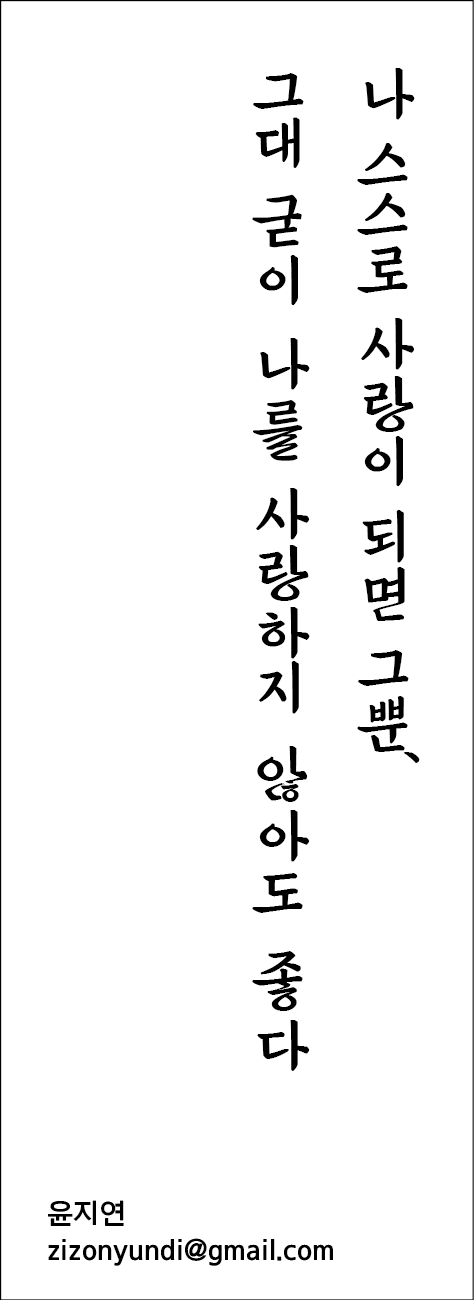 나 스스로 사랑이 되면 그뿐、
그대 굳이 나를 사랑하지 않아도 좋다
윤지연
zizonyundi@gmail.com